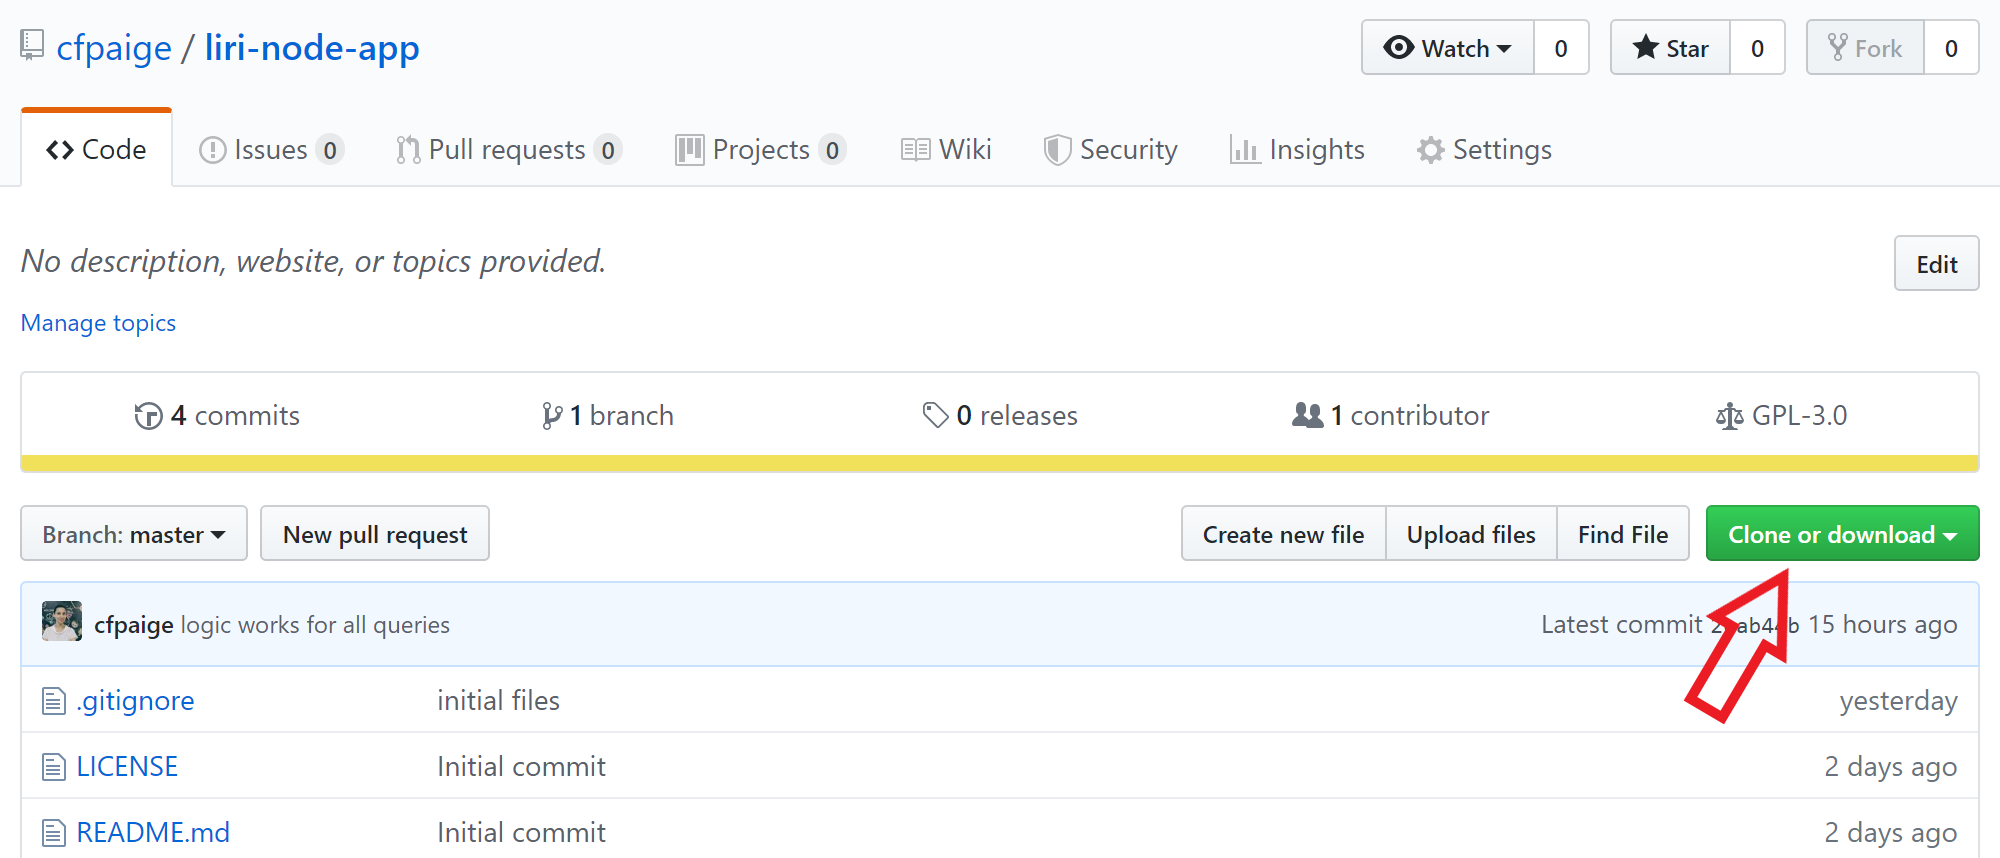 cfpaige / liri-node-app
Watch 0 Star 0 Fork 0
Code Issues 0 Pull requests 0 Projects 0 Wiki Security Insights Settings
No description, website, or topics provided.
Edit
Manage topics
4 commits 1 branch 0 releases 1 contributor GPL-3.0
Branch: master New pull request Create new file Upload files Find File Clone or download
cfpaige logic works for all queries Latest commit 15 hours ago
.gitignore initial files yesterday
LICENSE Initial commit 2 days ago
README.md Initial commit 2 days ago